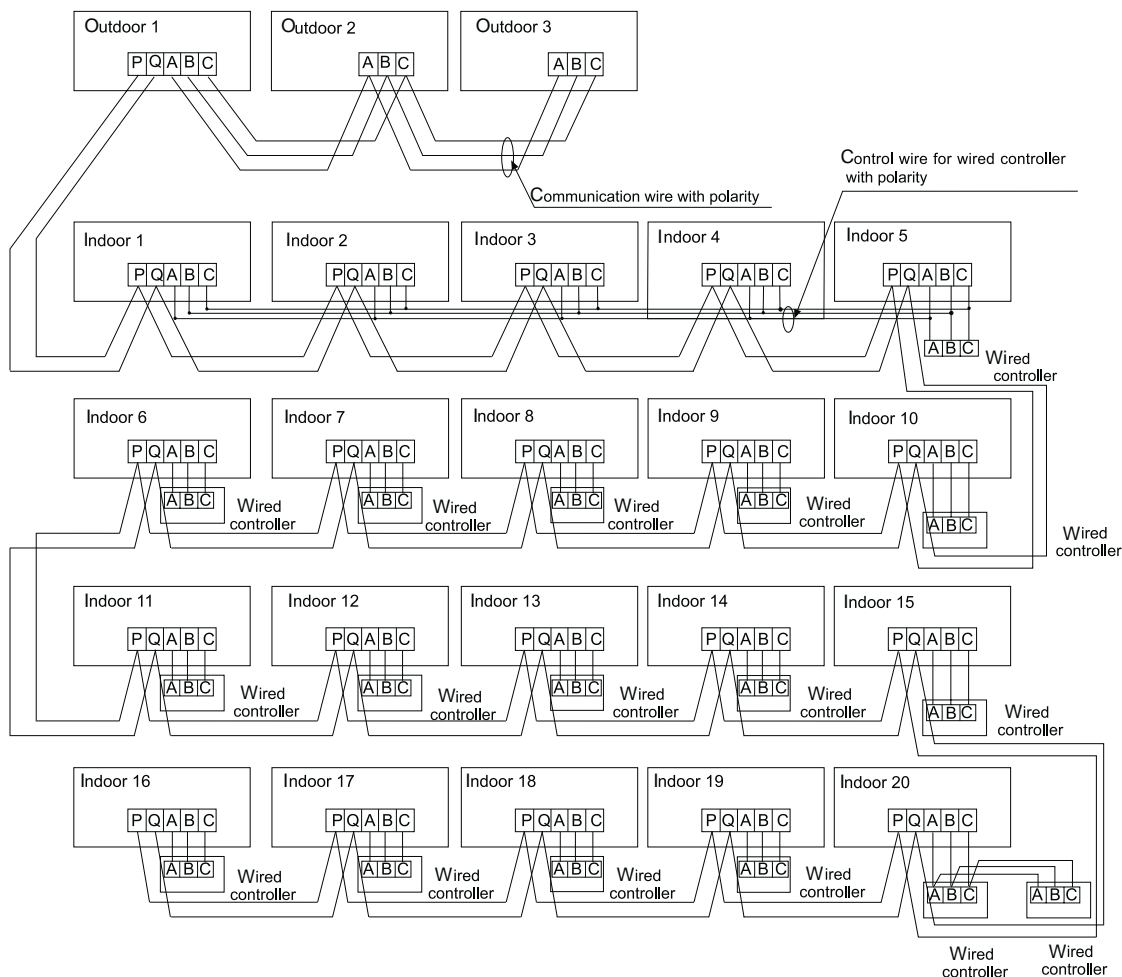 Outdoor 1
Outdoor 2
Outdoor 3
P Q A B C
A B C
A B C
Control wire for wired controller
with polarity
Communication wire with polarity
Indoor 1
Indoor 2
Indoor 3
Indoor 4
Indoor 5
P Q A B C
P Q A B C
P Q A B C
P Q A B C
P Q A B C
A B C
Wired
controller
Indoor 6
Indoor 7
Indoor 8
Indoor 9
Indoor 10
P Q A B C
P Q A B C
P Q A B C
P Q A B C
P Q A B C
A B C
Wired
controller
A B C
Wired
controller
A B C
Wired
controller
A B C
Wired
controller
A B C
Wired
controller
Indoor 11
Indoor 12
Indoor 13
Indoor 14
Indoor 15
P Q A B C
P Q A B C
P Q A B C
P Q A B C
P Q A B C
A B C
Wired
controller
A B C
Wired
controller
A B C
Wired
controller
A B C
Wired
controller
A B C
Wired
controller
Indoor 16
Indoor 17
Indoor 18
Indoor 19
Indoor 20
P Q A B C
P Q A B C
P Q A B C
P Q A B C
P Q A B C
A B C
Wired
controller
A B C
Wired
controller
A B C
Wired
controller
A B C
Wired
controller
A B C
A B C
Wired
controller
Wired
controller